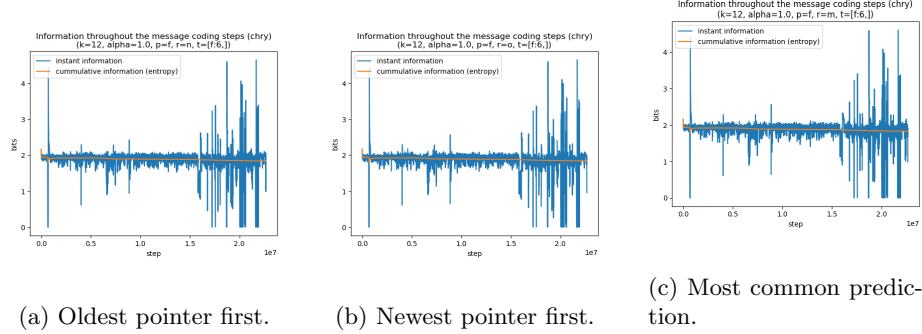 Information throughout the message coding steps (chry)
(k=12, alpha=1.0, p=f, r=n, t=[f:6,])
instant information
cummulative information (entropy)
bits
4
3
2
1
0
0.0
0.5
1.0
1.5
2.0
1e7
step
(a) Oldest pointer first.
Information throughout the message coding steps (chry)
(k=12, alpha=1.0, p=f, r=o, t=[f:6,])
instant information
cummulative information (entropy)
bits
4
3
2
1
0
0.0
0.5
1.0
1.5
2.0
1e7
step
(b) Newest pointer first.
Information throughout the message coding steps (chry)
(k=12, alpha=1.0, p=f, r=m, t=[f:6,])
instant information
cummulative information (entropy)
bits
4
3
2
1
0
0.0
0.5
1.0
1.5
2.0
1e7
step
(c) Most common predic-
tion.